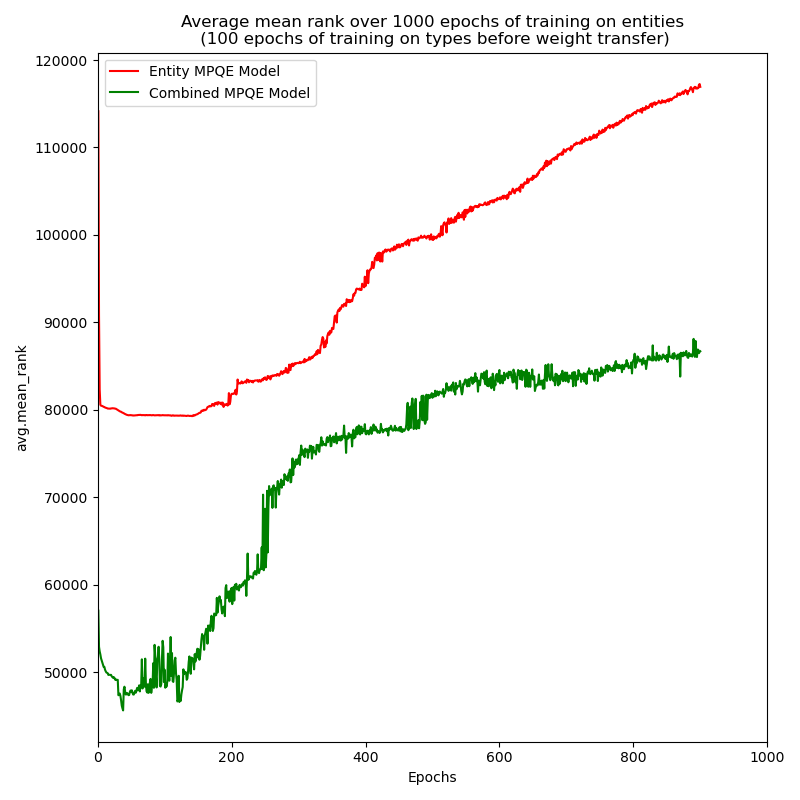 Average mean rank over 1000 epochs of training on entities
(100 epochs of training on types before weight transfer)
Entity MPQE Model
Combined MPQE Model
120000
110000
100000
90000
80000
70000
60000
50000
avg.mean_rank
0
200
400
600
800
1000
Epochs